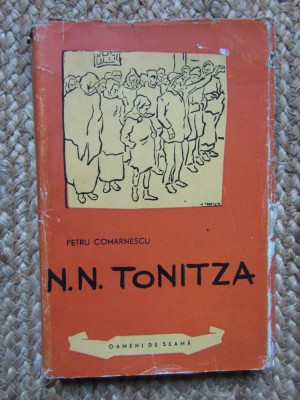 PETRU COMARNESCU
N.N. TONITZA
OAMENI DE SEAMĂ